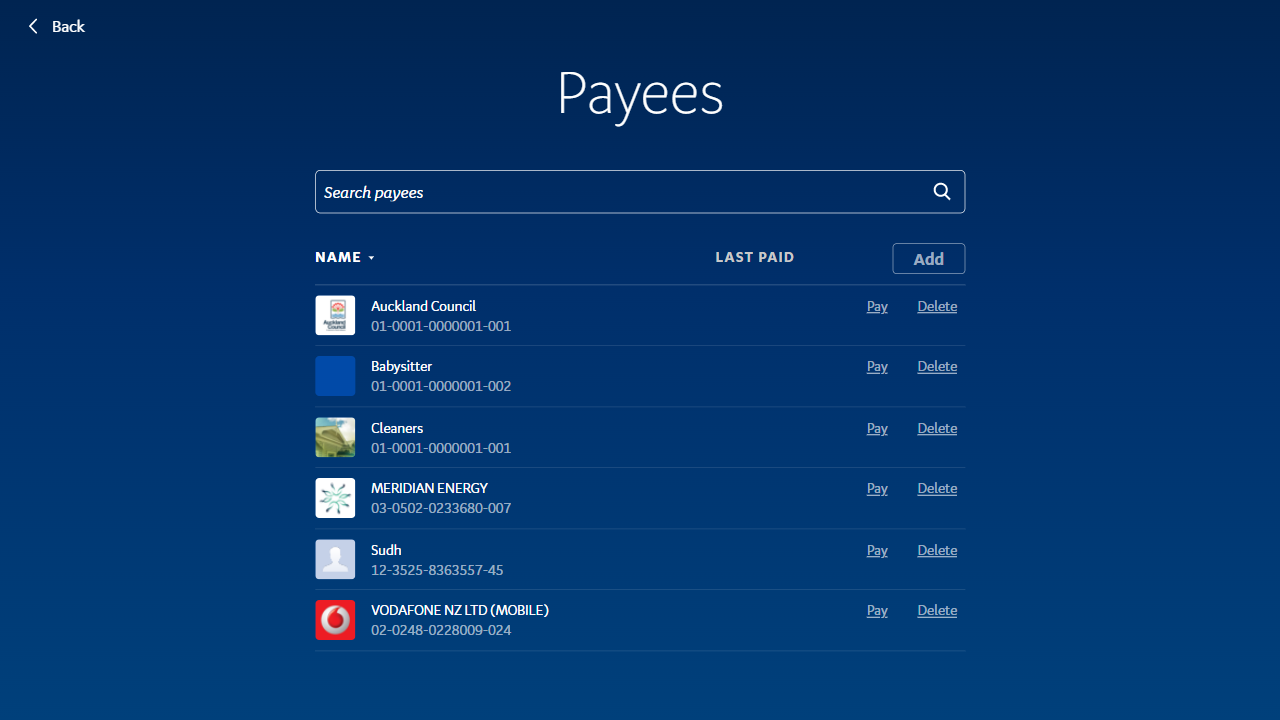 Back
Payees
Search payees
NAME LAST PAID Add
Auckland Council Pay Delete
01-0001-0000001-001
Babysitter Pay Delete
01-0001-0000001-002
Cleaners Pay Delete
01-0001-0000001-001
MERIDIAN ENERGY Pay Delete
03-0502-0233680-007
Sudh Pay Delete
12-3525-8363557-45
VODAFONE NZ LTD (MOBILE) Pay Delete
02-0248-0228009-024
Auckland
Council